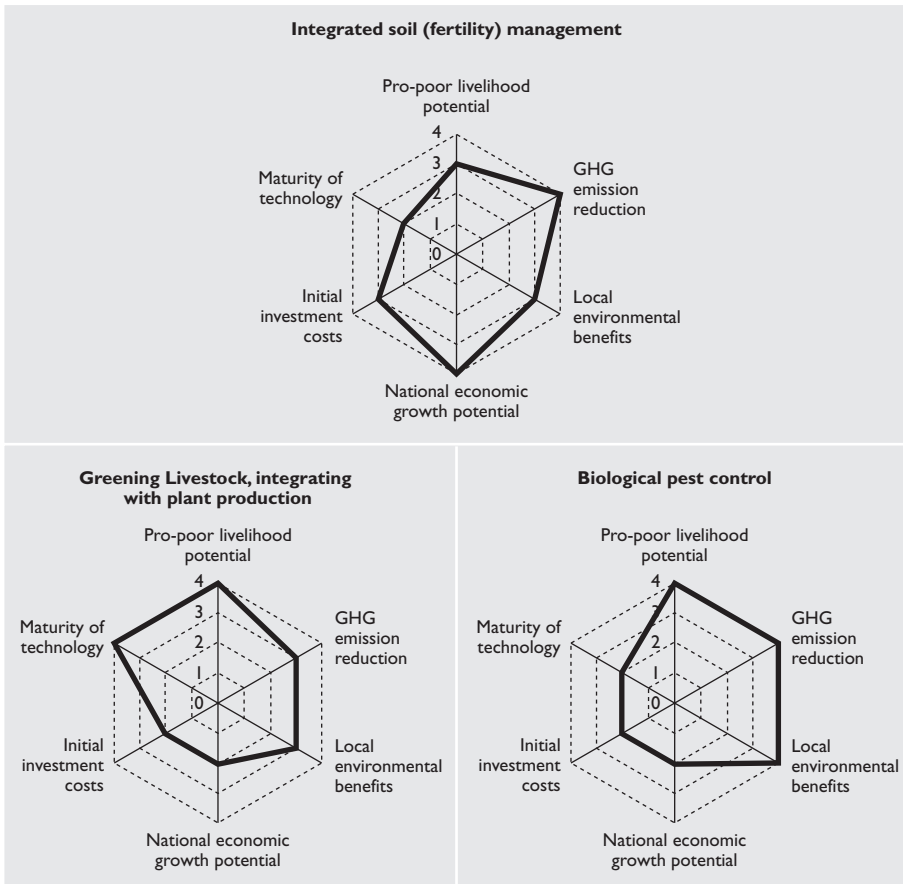 Integrated soil (fertility) management
Pro-poor livelihood
potential
4
3
2
1
0
GHG
emission
reduction
Maturity of
technology
Initial
investment
costs
Local
environmental
benefits
National economic
growth potential
Greening Livestock, integrating
with plant production
Pro-poor livelihood
potential
4
3
2
1
0
Maturity of
technology
GHG
emission
reduction
Initial
investment
costs
Local
environmental
benefits
National economic
growth potential
Biological pest control
Pro-poor livelihood
potential
4
3
2
1
0
Maturity of
technology
GHG
emission
reduction
Initial
investment
costs
Local
environmental
benefits
National economic
growth potential